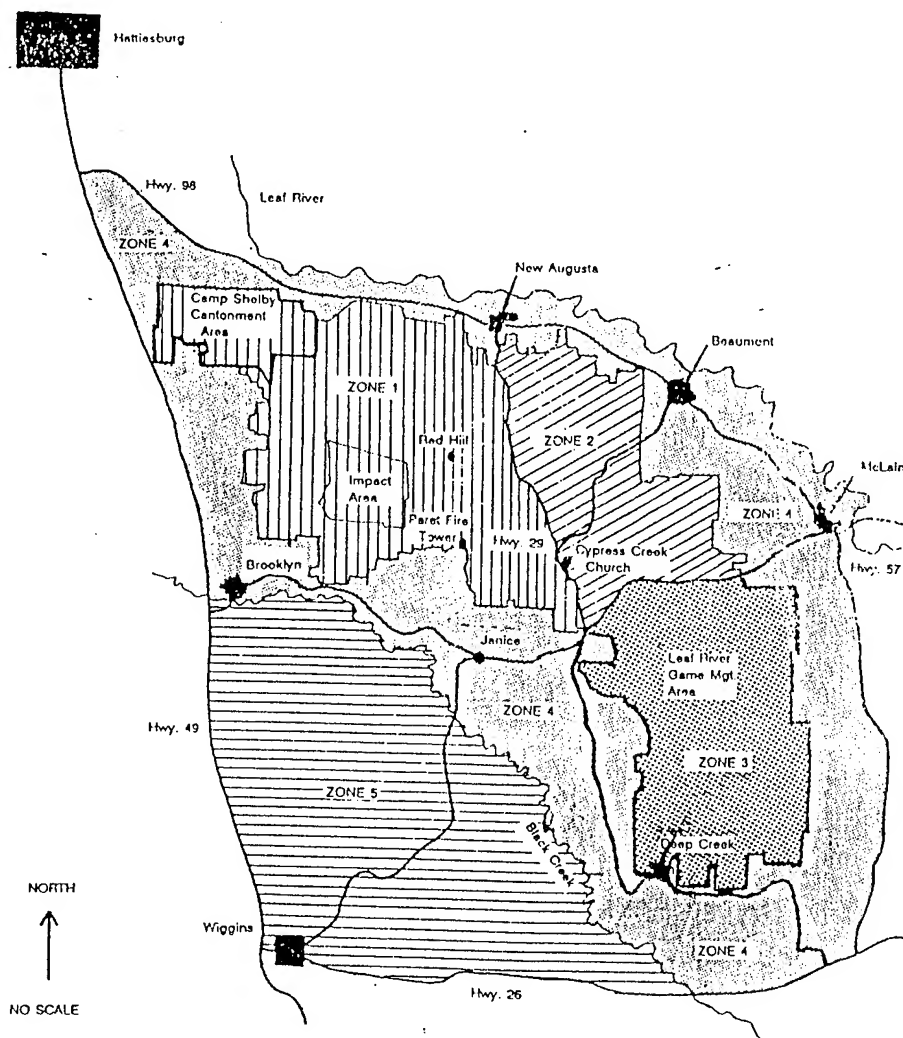 Hattiesburg
Hwy. 98
Leaf River
ZONE 4
New Augusta
Camp Shelby
Cantonment
Area
Beaumont
ZONE 1
ZONE 2
Red Hill
Impact
Area
McLain
ZONE 4
Paret Fire
Tower
Hwy. 29
Cypress Creek
Church
Brooklyn
Hwy. 57
Janice
Leaf River
Game Mgt.
Area
ZONE 4
Hwy. 49
ZONE 3
ZONE 5
Black Creek
Deep Creek
NORTH
Wiggins
ZONE 4
Hwy. 26
NO SCALE